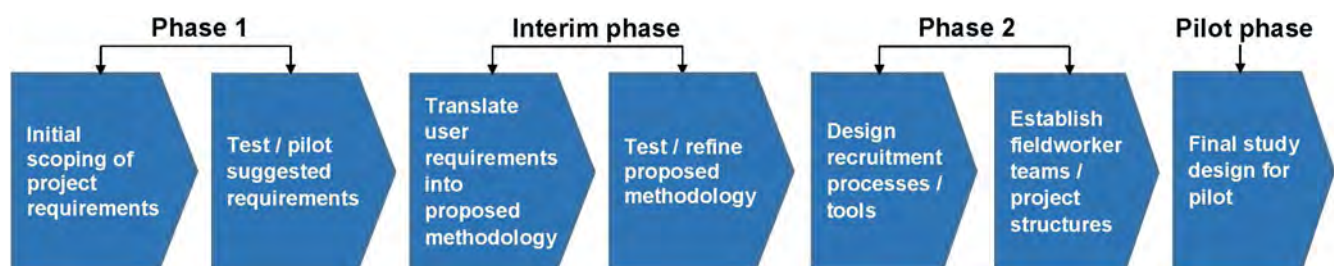 Phase 1
Interim phase
Phase 2
Pilot phase
Initial
scoping of
project
requirements
Test / pilot
suggested
requirements
Translate
user
requirements
into
proposed
methodology
Test / refine
proposed
methodology
Design
recruitment
processes /
tools
Establish
fieldworker
teams /
project
structures
Final study
design for
pilot